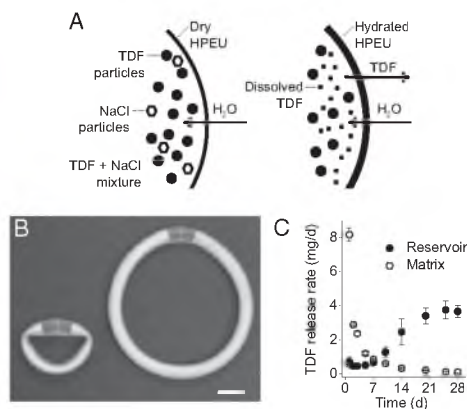 A
Dry
HPEU
TDF
particles
NaCl
particles
TDF + NaCl
mixture
H₂O
Hydrated
HPEU
TDF
Dissolved
TDF
H₂O
B
C
TDF release rate (mg/d)
8
6
4
2
0
Reservoir
Matrix
0 7 14 21 28
Time (d)